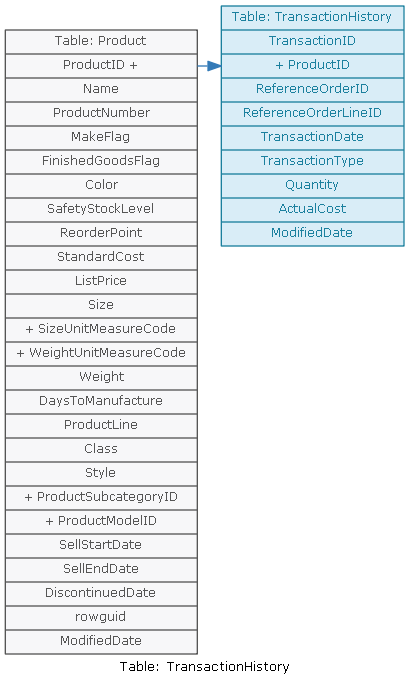 Table: Product
ProductID +
Name
ProductNumber
MakeFlag
FinishedGoodsFlag
Color
SafetyStockLevel
ReorderPoint
StandardCost
ListPrice
Size
+ SizeUnitMeasureCode
+ WeightUnitMeasureCode
Weight
DaysToManufacture
ProductLine
Class
Style
+ ProductSubcategoryID
+ ProductModelID
SellStartDate
SellEndDate
DiscontinuedDate
rowguid
ModifiedDate
Table: TransactionHistory
TransactionID
+ ProductID
ReferenceOrderID
ReferenceOrderLineID
TransactionDate
TransactionType
Quantity
ActualCost
ModifiedDate
Table: TransactionHistory